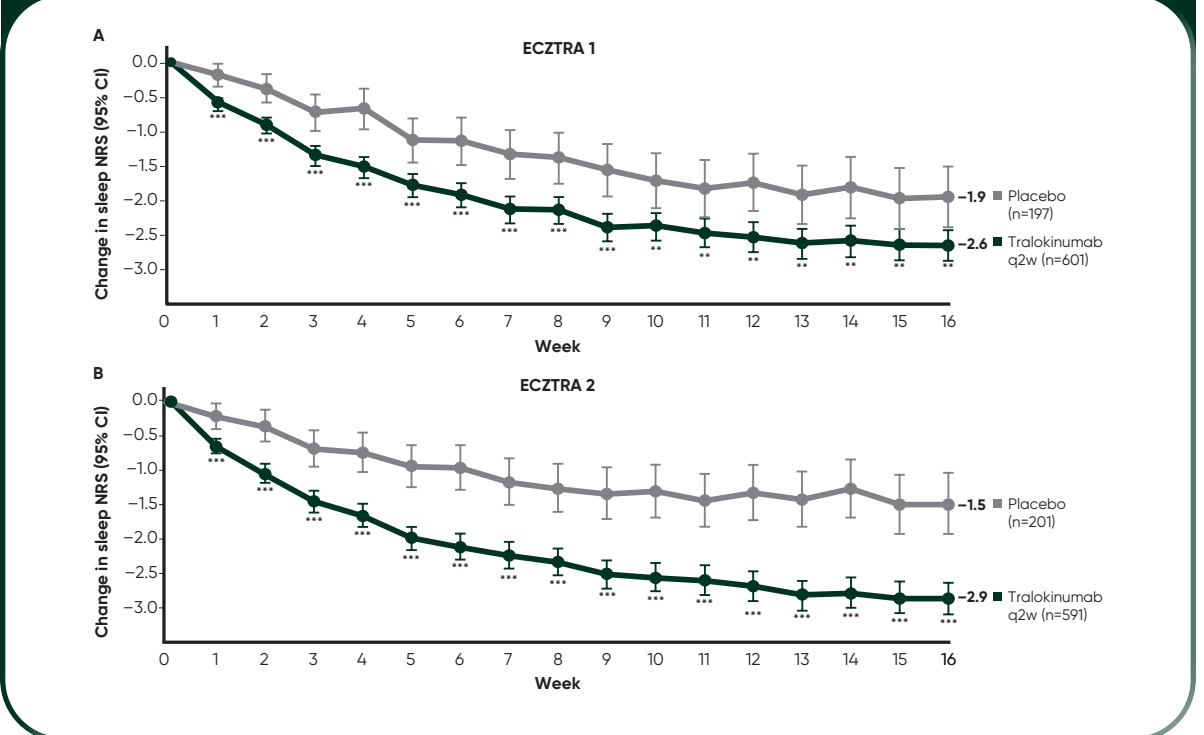 A
ECZTRA 1
Change in sleep NRS (95% CI)
0.0
−0.5
−1.0
−1.5
−2.0
−2.5
−3.0
*** *** *** *** *** *** *** *** *** ** ** ** ** ** ** **
−1.9 Placebo
(n=197)
−2.6 Tralokinumab
q2w (n=601)
0 1 2 3 4 5 6 7 8 9 10 11 12 13 14 15 16
Week
B
ECZTRA 2
Change in sleep NRS (95% CI)
0.0
−0.5
−1.0
−1.5
−2.0
−2.5
−3.0
*** *** *** *** *** *** *** *** *** *** *** *** *** *** *** ***
−1.5 Placebo
(n=201)
−2.9 Tralokinumab
q2w (n=591)
0 1 2 3 4 5 6 7 8 9 10 11 12 13 14 15 16
Week